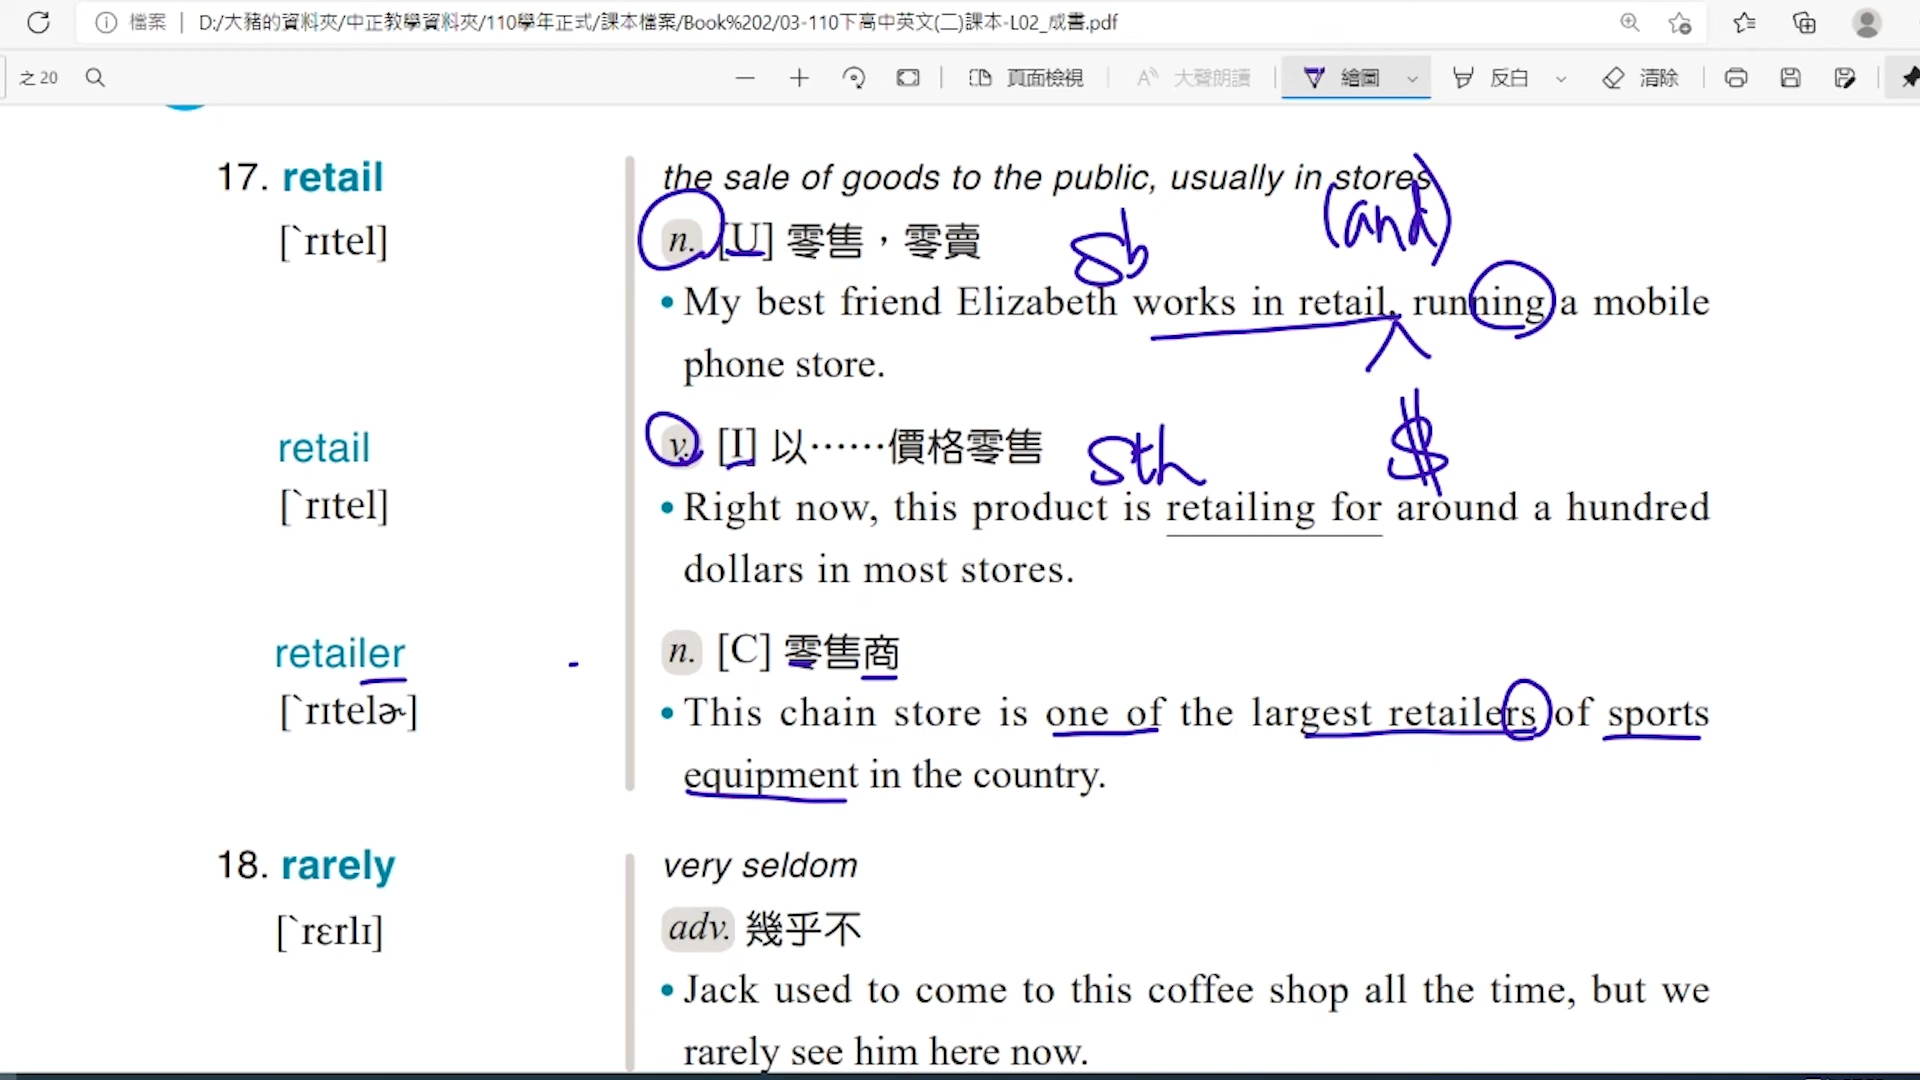 檔案 | D:/大豬的資料夾/中正教學資料夾/110學年正式/課本檔案/Book%202/03-110下高中英文(二)課本-L02_成書.pdf
之 20
頁面檢視
大聲朗讀
繪圖
反白
清除
17. retail
[ˋrɪtel]
the sale of goods to the public, usually in stores
n. [U] 零售，零賣
sb
(and)
• My best friend Elizabeth works in retail, running a mobile
phone store.
retail
[ˋrɪtel]
v. [I] 以……價格零售
sth
$
• Right now, this product is retailing for around a hundred
dollars in most stores.
retailer
[ˋrɪtelɚ]
n. [C] 零售商
• This chain store is one of the largest retailers of sports
equipment in the country.
18. rarely
[ˋrɛrlɪ]
very seldom
adv. 幾乎不
• Jack used to come to this coffee shop all the time, but we
rarely see him here now.